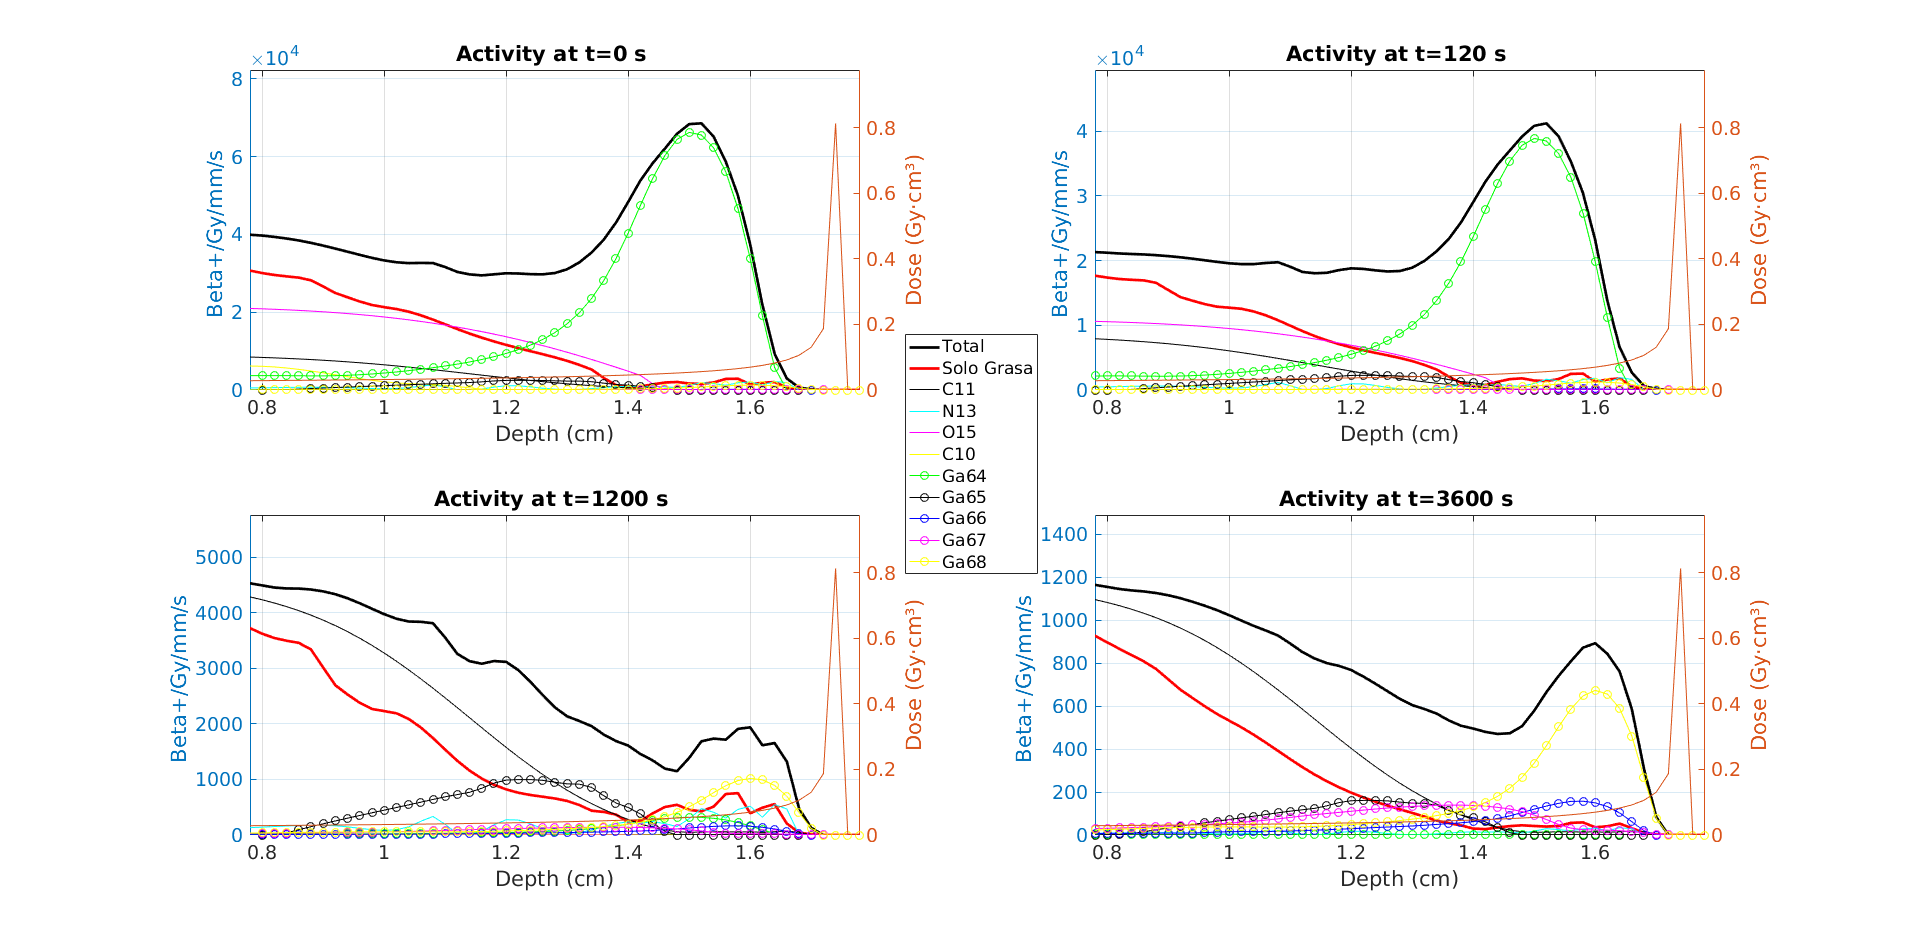 Activity at t=0 s
×10⁴
Beta+/Gy/mm/s
8
6
4
2
0
0.8
0.6
0.4
0.2
0
Dose (Gy·cm³)
0.8 1 1.2 1.4 1.6
Depth (cm)
Activity at t=120 s
×10⁴
Beta+/Gy/mm/s
4
3
2
1
0
0.8
0.6
0.4
0.2
0
Dose (Gy·cm³)
0.8 1 1.2 1.4 1.6
Depth (cm)
Total
Solo Grasa
C11
N13
O15
C10
Ga64
Ga65
Ga66
Ga67
Ga68
Activity at t=1200 s
Beta+/Gy/mm/s
5000
4000
3000
2000
1000
0
0.8
0.6
0.4
0.2
0
Dose (Gy·cm³)
0.8 1 1.2 1.4 1.6
Depth (cm)
Activity at t=3600 s
Beta+/Gy/mm/s
1400
1200
1000
800
600
400
200
0
0.8
0.6
0.4
0.2
0
Dose (Gy·cm³)
0.8 1 1.2 1.4 1.6
Depth (cm)